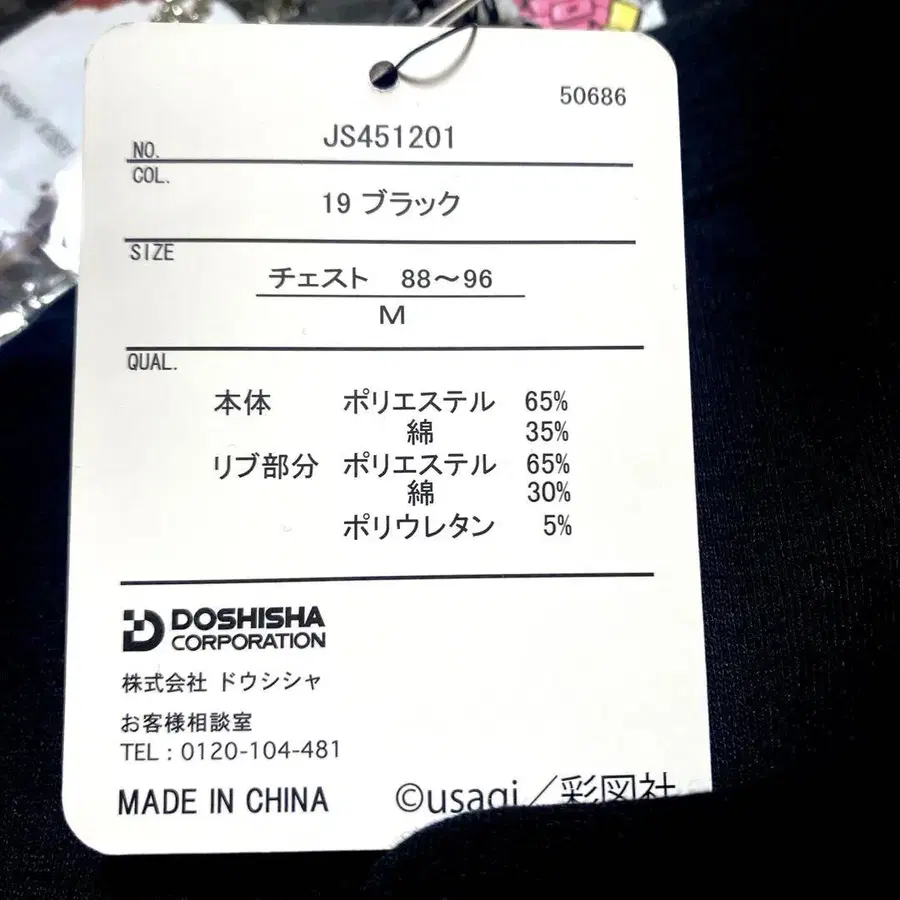 50686
NO. JS451201
COL.
19 ブラック
SIZE
チェスト 88～96
M
QUAL.
本体 ポリエステル 65%
綿 35%
リブ部分 ポリエステル 65%
綿 30%
ポリウレタン 5%
DOSHISHA
CORPORATION
株式会社 ドウシシャ
お客様相談室
TEL : 0120-104-481
MADE IN CHINA ©usagi／彩図社